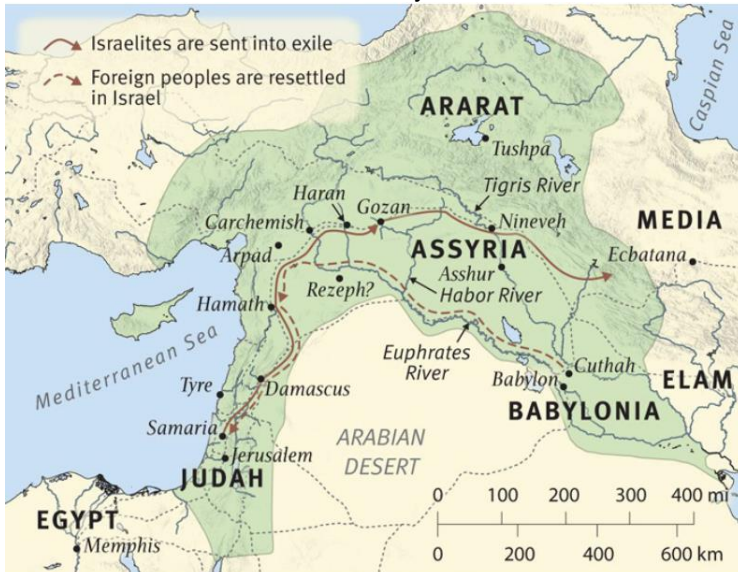 Israelites are sent into exile
Foreign peoples are resettled
in Israel
Caspian Sea
ARARAT
Tushpa
Tigris River
Haran
Gozan
Carchemish
Nineveh
MEDIA
Arpad
ASSYRIA
Ecbatana
Asshur
Rezeph?
Habor River
Hamath
Mediterranean Sea
Euphrates
River
Cuthah
Tyre
Damascus
Babylon
ELAM
BABYLONIA
Samaria
ARABIAN
DESERT
Jerusalem
JUDAH
0 100 200 300 400 mi
EGYPT
Memphis
0 200 400 600 km